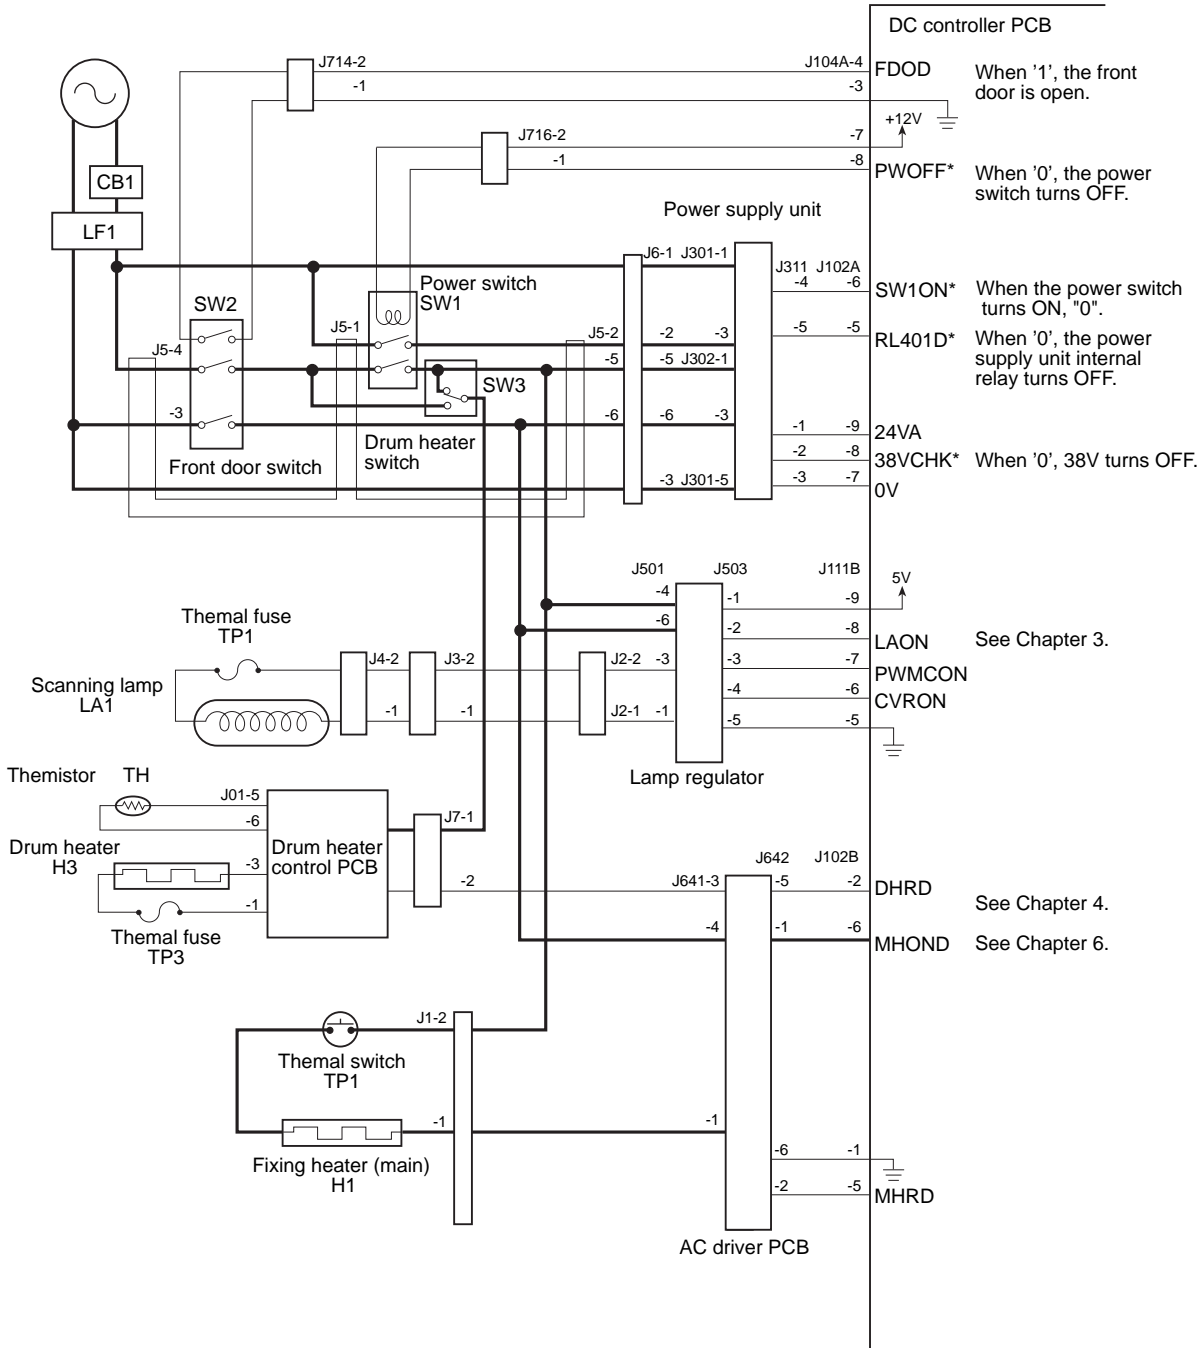 DC controller PCB
J714-2
-1
J104A-4
-3
FDOD
When '1', the front
door is open.
+12V
J716-2
-1
-7
-8
PWOFF*
When '0', the power
switch turns OFF.
CB1
LF1
Power supply unit
J6-1
J301-1
J311
J102A
-4
-6
SW1ON*
When the power switch
turns ON, "0".
SW2
Power switch
SW1
J5-1
J5-2
-2
-3
-5
-5
RL401D*
When '0', the power
supply unit internal
relay turns OFF.
J5-4
-5
-5
J302-1
SW3
-3
-6
-6
-3
Drum heater
switch
Front door switch
-1
-9
24VA
-2
-8
38VCHK*
When '0', 38V turns OFF.
-3
J301-5
-3
-7
0V
J501
J503
J111B
5V
-4
-1
-9
-6
-2
-8
LAON
See Chapter 3.
Themal fuse
TP1
Scanning lamp
LA1
J4-2
J3-2
J2-2
-3
-3
-7
PWMCON
-4
-6
CVRON
-1
-1
J2-1
-1
-5
-5
Lamp regulator
Themistor
TH
J01-5
-6
J7-1
Drum heater
H3
Drum heater
control PCB
-3
-1
-2
Themal fuse
TP3
J642
J102B
J641-3
-5
-2
DHRD
See Chapter 4.
-4
-1
-6
MHOND
See Chapter 6.
J1-2
Themal switch
TP1
-1
-1
Fixing heater (main)
H1
-6
-1
-2
-5
MHRD
AC driver PCB